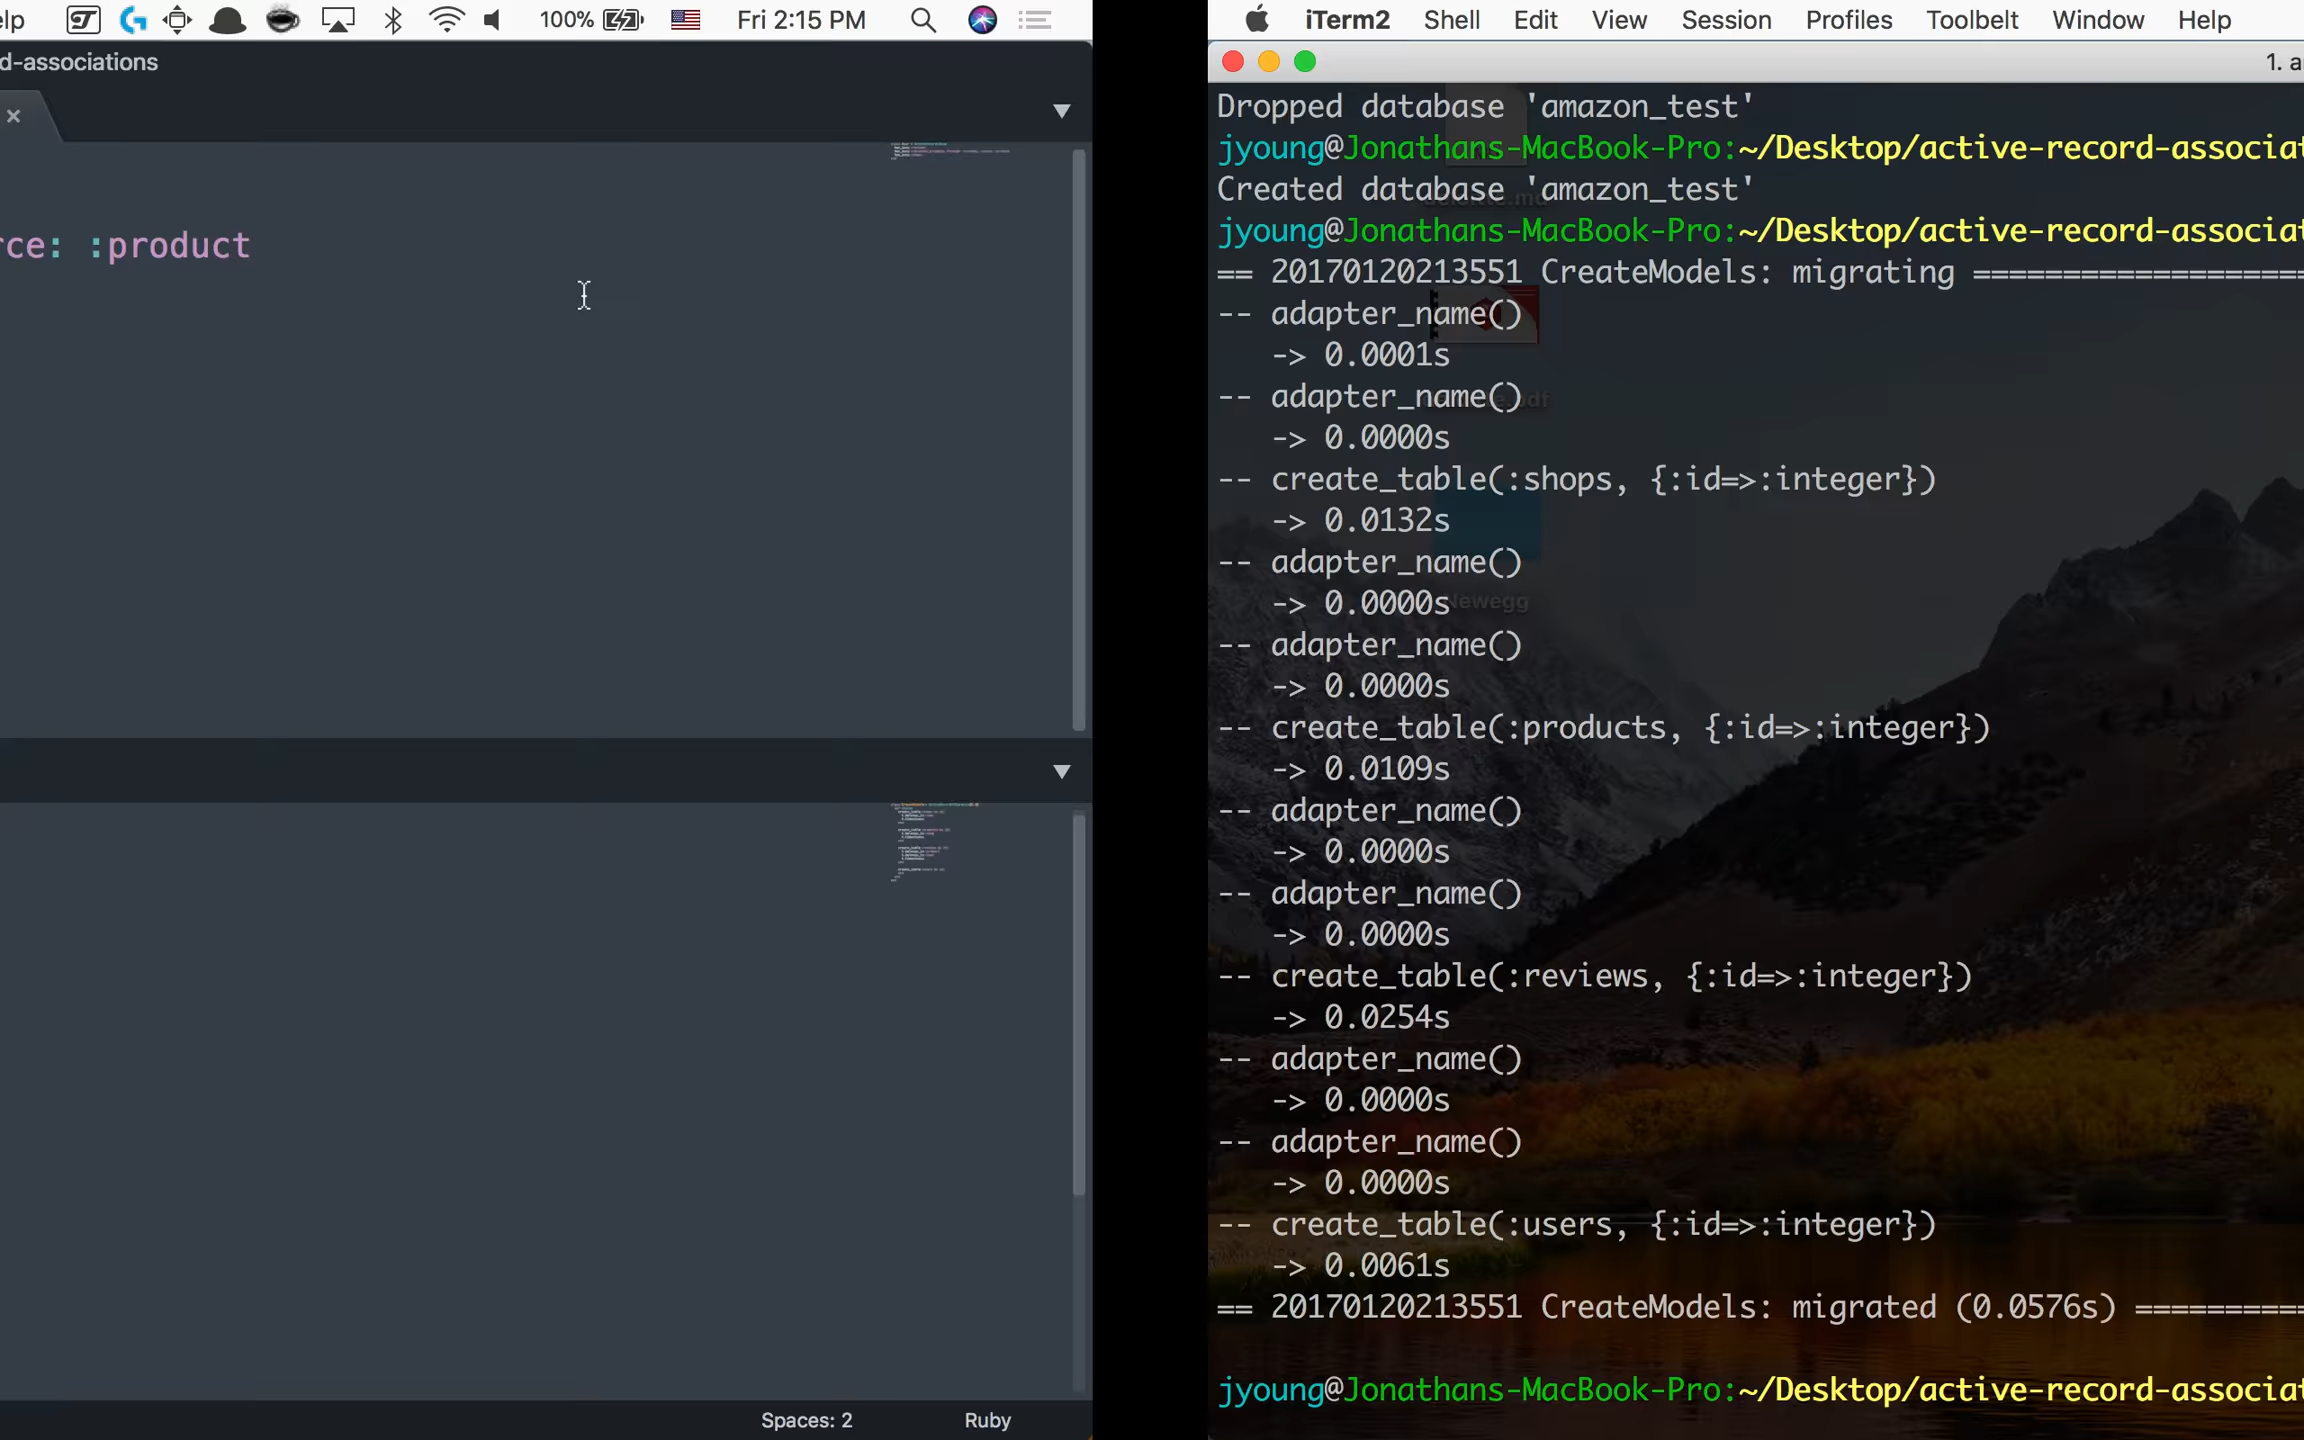 elp 100% Fri 2:15 PM
d-associations
rce: :product
Spaces: 2 Ruby
iTerm2 Shell Edit View Session Profiles Toolbelt Window Help
1. a
Dropped database 'amazon_test'
jyoung@Jonathans-MacBook-Pro:~/Desktop/active-record-associat
Created database 'amazon_test'
jyoung@Jonathans-MacBook-Pro:~/Desktop/active-record-associat
== 20170120213551 CreateModels: migrating ===================
-- adapter_name()
-> 0.0001s
-- adapter_name()
-> 0.0000s
-- create_table(:shops, {:id=>:integer})
-> 0.0132s
-- adapter_name()
-> 0.0000s
-- adapter_name()
-> 0.0000s
-- create_table(:products, {:id=>:integer})
-> 0.0109s
-- adapter_name()
-> 0.0000s
-- adapter_name()
-> 0.0000s
-- create_table(:reviews, {:id=>:integer})
-> 0.0254s
-- adapter_name()
-> 0.0000s
-- adapter_name()
-> 0.0000s
-- create_table(:users, {:id=>:integer})
-> 0.0061s
== 20170120213551 CreateModels: migrated (0.0576s) ==========
jyoung@Jonathans-MacBook-Pro:~/Desktop/active-record-associat
Newegg